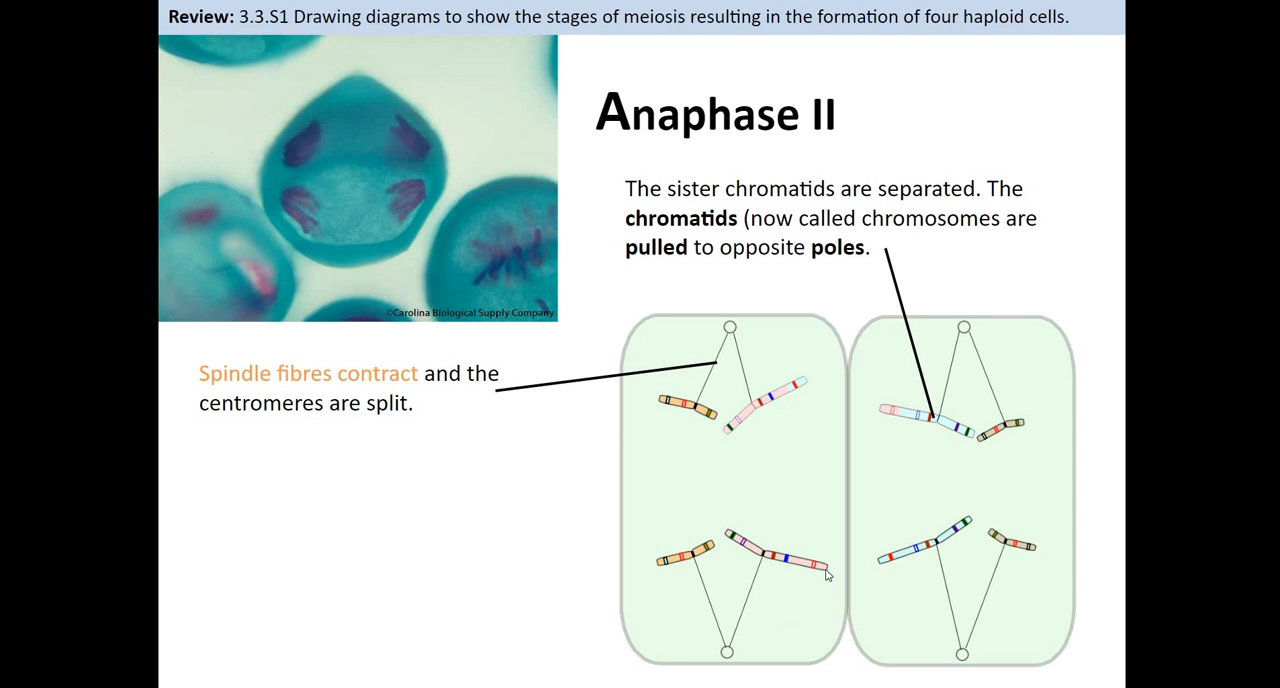 Review: 3.3.S1 Drawing diagrams to show the stages of meiosis resulting in the formation of four haploid cells.
Anaphase II
The sister chromatids are separated. The
chromatids (now called chromosomes are
pulled to opposite poles.
©Carolina Biological Supply Company
Spindle fibres contract and the
centromeres are split.